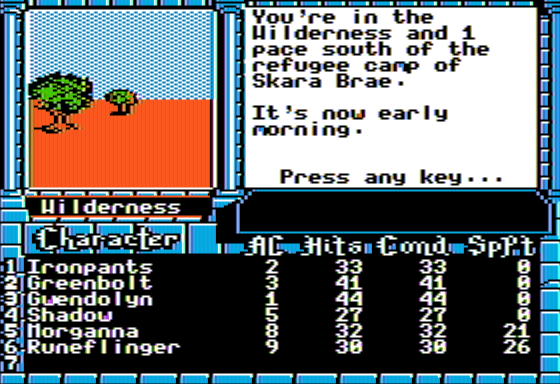 You're in the
Wilderness and 1
pace south of the
refugee camp of
Skara Brae.
It's now early
morning.
Press any key...
Wilderness
Character AC Hits Cond SpPt
1 Ironpants 2 33 33 0
2 Greenbolt 3 41 41 0
3 Gwendolyn 1 44 44 0
4 Shadow 5 27 27 0
5 Morganna 8 32 32 21
6 Runeflinger 9 30 30 26
7